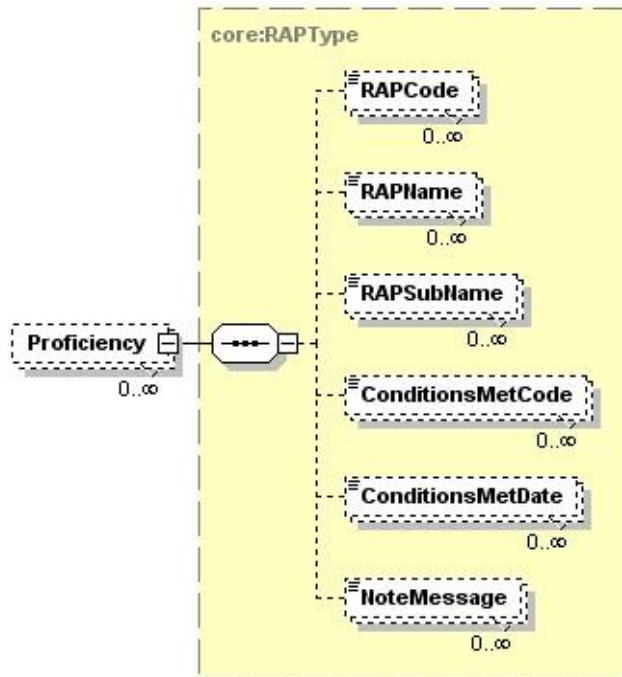 core:RAPType
RAPCode
0..∞
RAPName
0..∞
RAPSubName
0..∞
Proficiency
0..∞
ConditionsMetCode
0..∞
ConditionsMetDate
0..∞
NoteMessage
0..∞